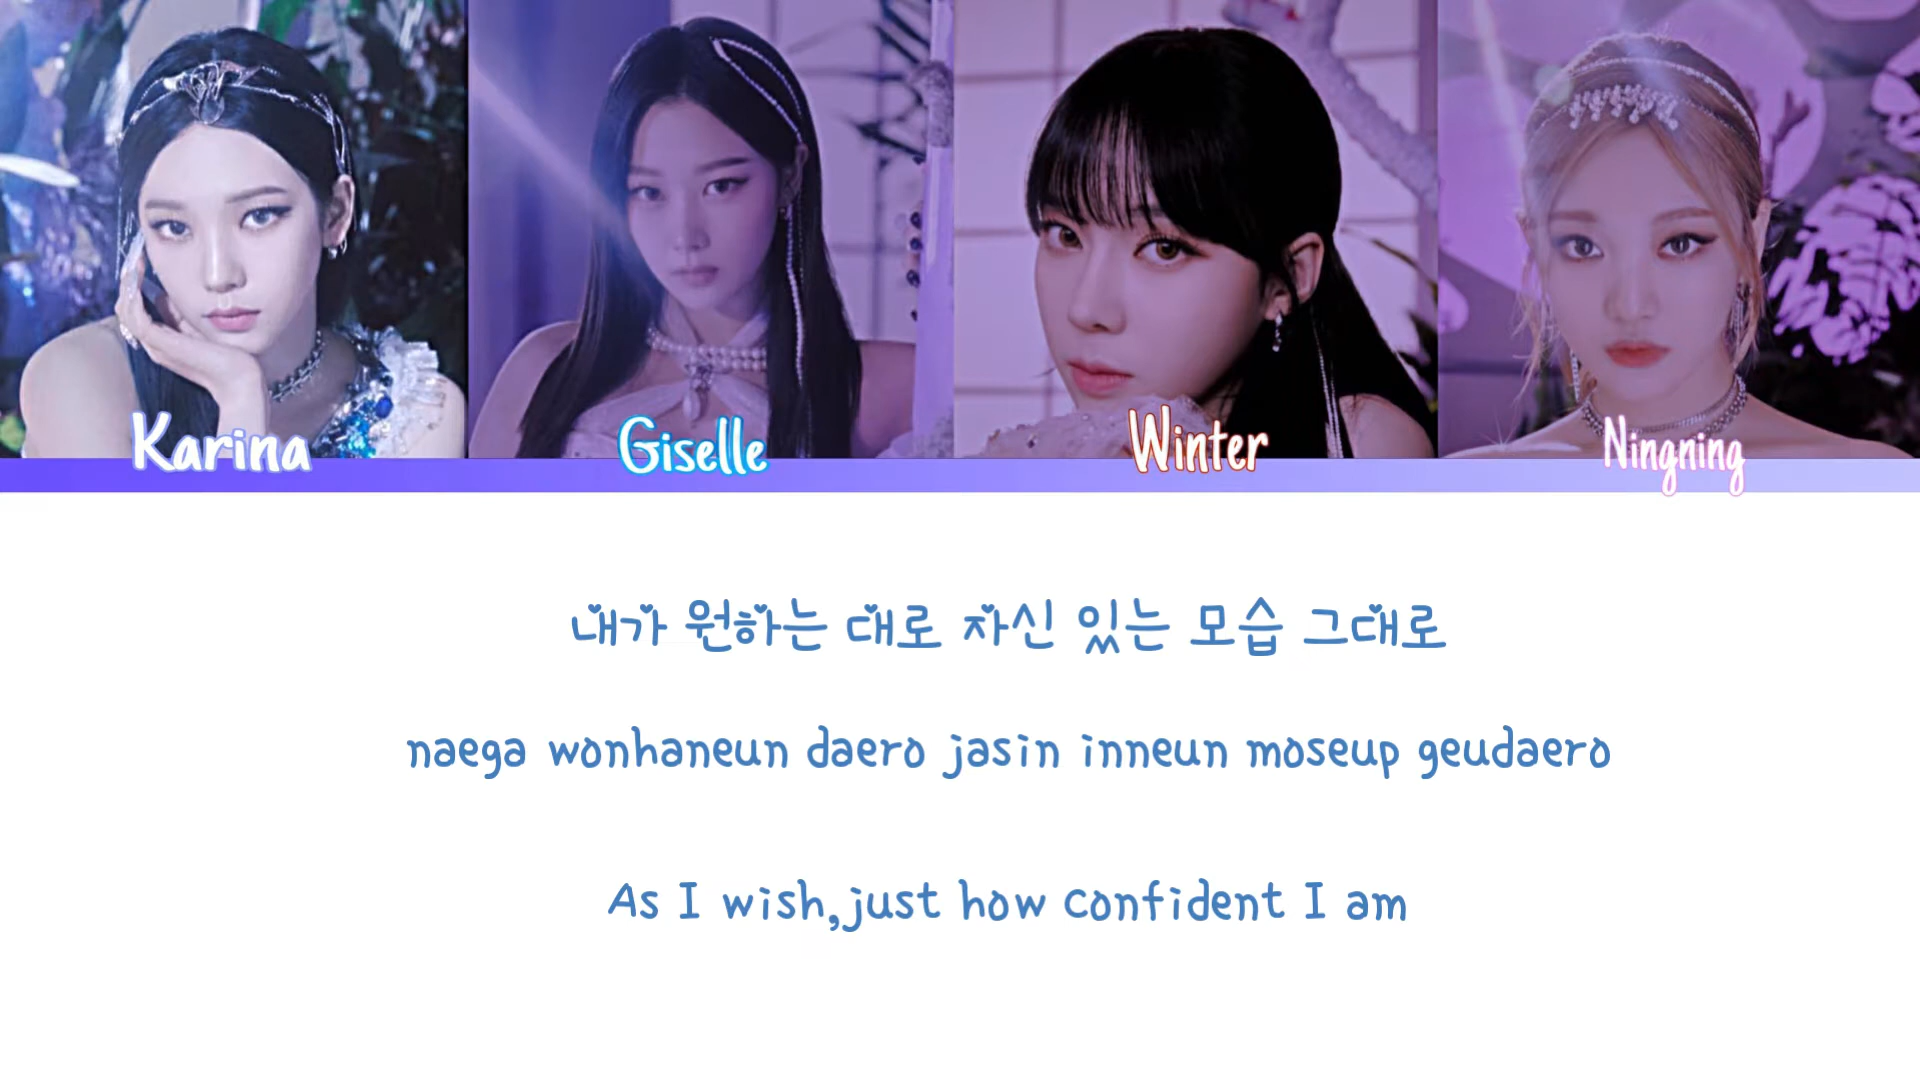 Karina
Giselle
Winter
Ningning
내가 원하는 대로 자신 있는 모습 그대로
naega wonhaneun daero jasin inneun moseup geudaero
As I wish,just how confident I am